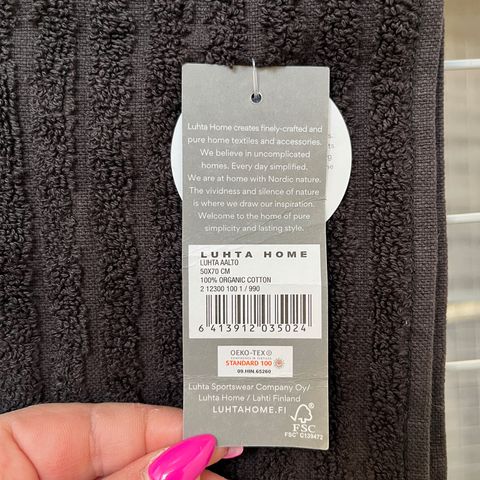 Luhta Home creates finely-crafted and
pure home textiles and accessories.
We believe in uncomplicated
homes. Every day simplified.
We are at home with Nordic nature.
The vividness and silence of nature
is where we draw our inspiration.
Welcome to the home of pure
simplicity and lasting style.
LUHTA HOME
LUHTA AALTO
50X70 CM
100% ORGANIC COTTON
2 12300 100 1 / 990
6 413912 035024
OEKO-TEX®
CONFIDENCE IN TEXTILES
STANDARD 100
09.HIN.65260
Luhta Sportswear Company Oy/
Luhta Home / Lahti Finland
LUHTAHOME.FI
FSC
FSC® C139472